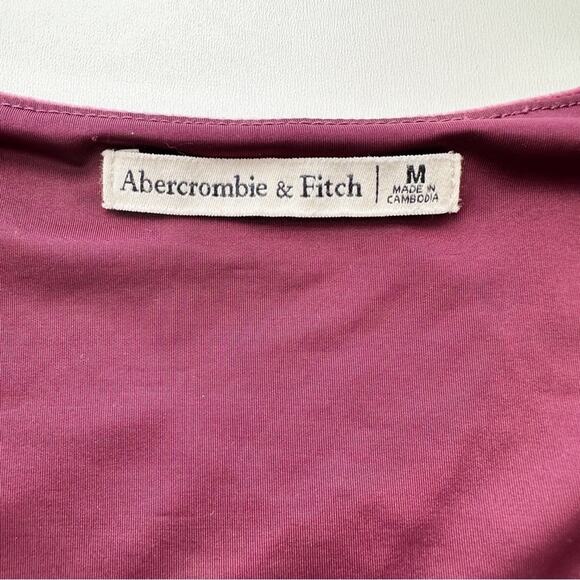 Abercrombie & Fitch | M
MADE IN
CAMBODIA